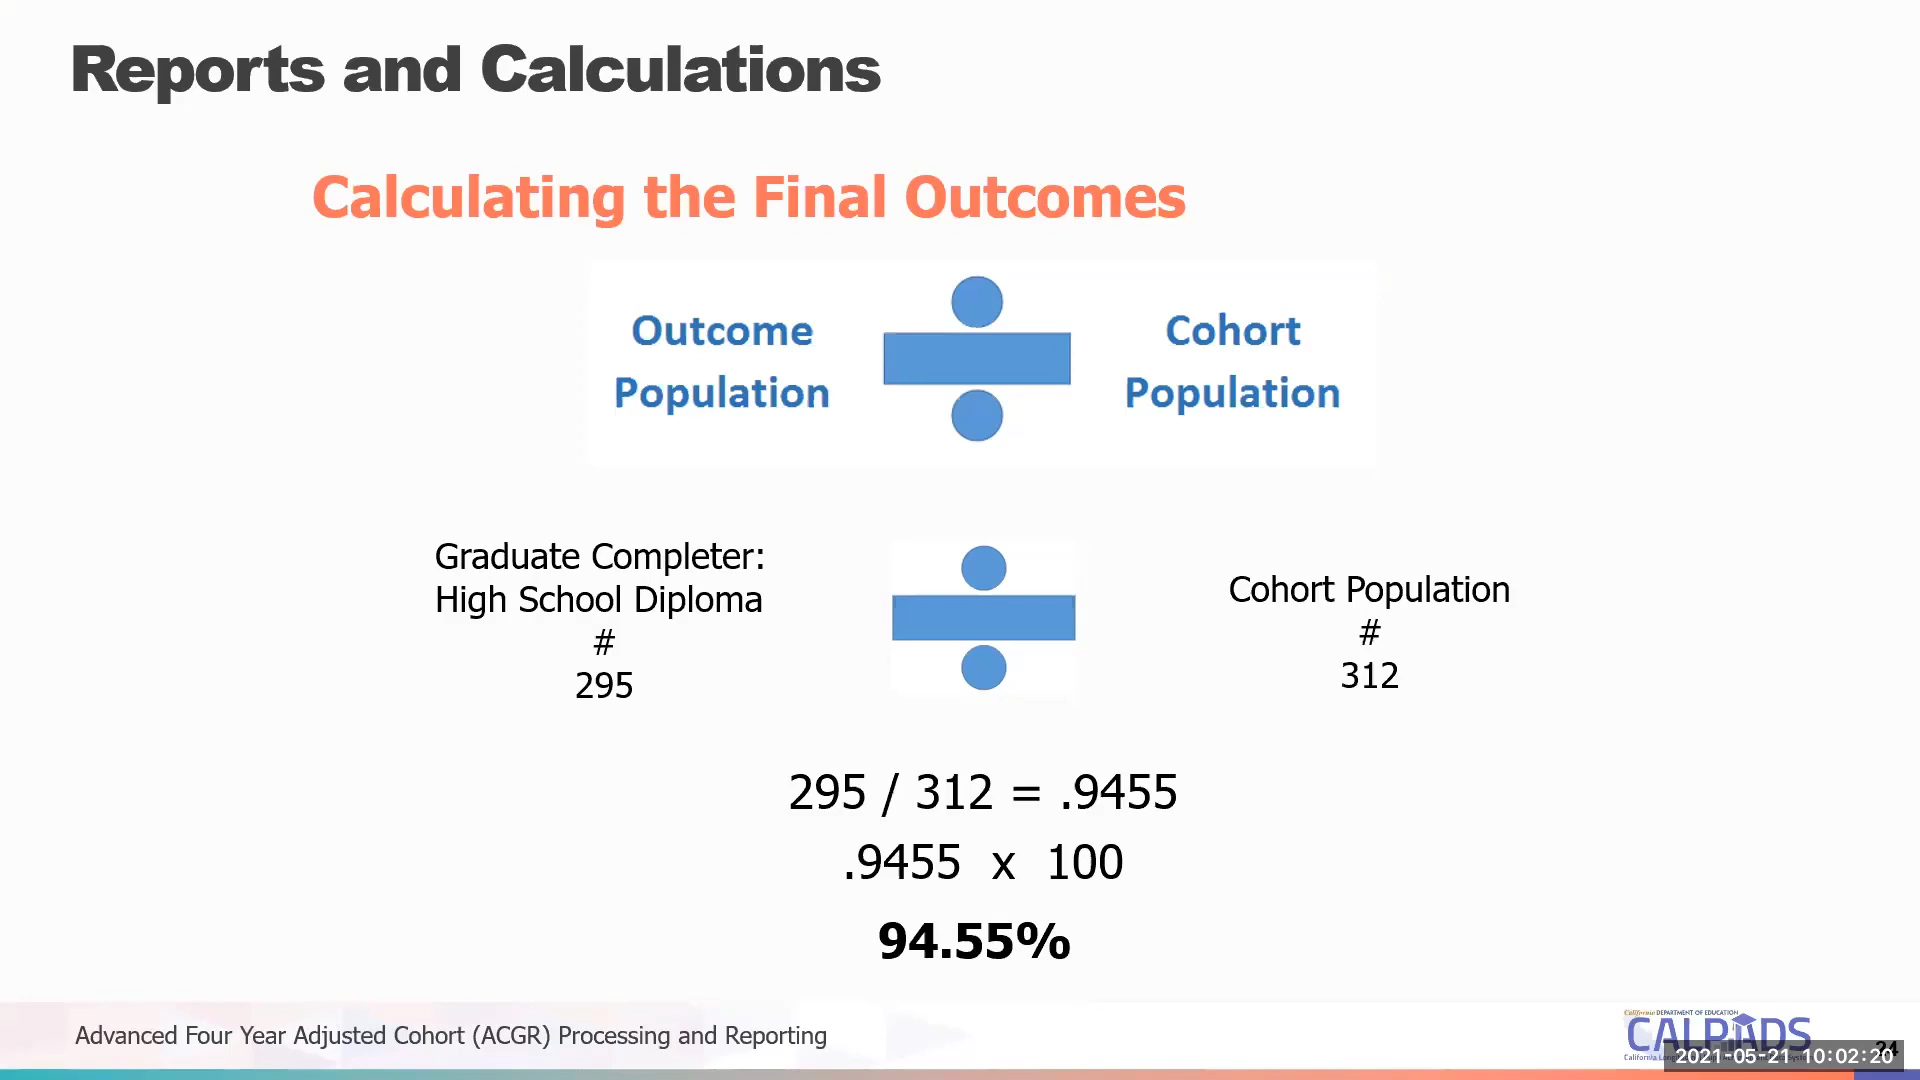 Reports and Calculations
Calculating the Final Outcomes
Outcome
Population
Cohort
Population
Graduate Completer:
High School Diploma
#
295
Cohort Population
#
312
295 / 312 = .9455
.9455 x 100
94.55%
Advanced Four Year Adjusted Cohort (ACGR) Processing and Reporting
California DEPARTMENT OF EDUCATION
CALPADS
24
2021-05-21 10:02:20